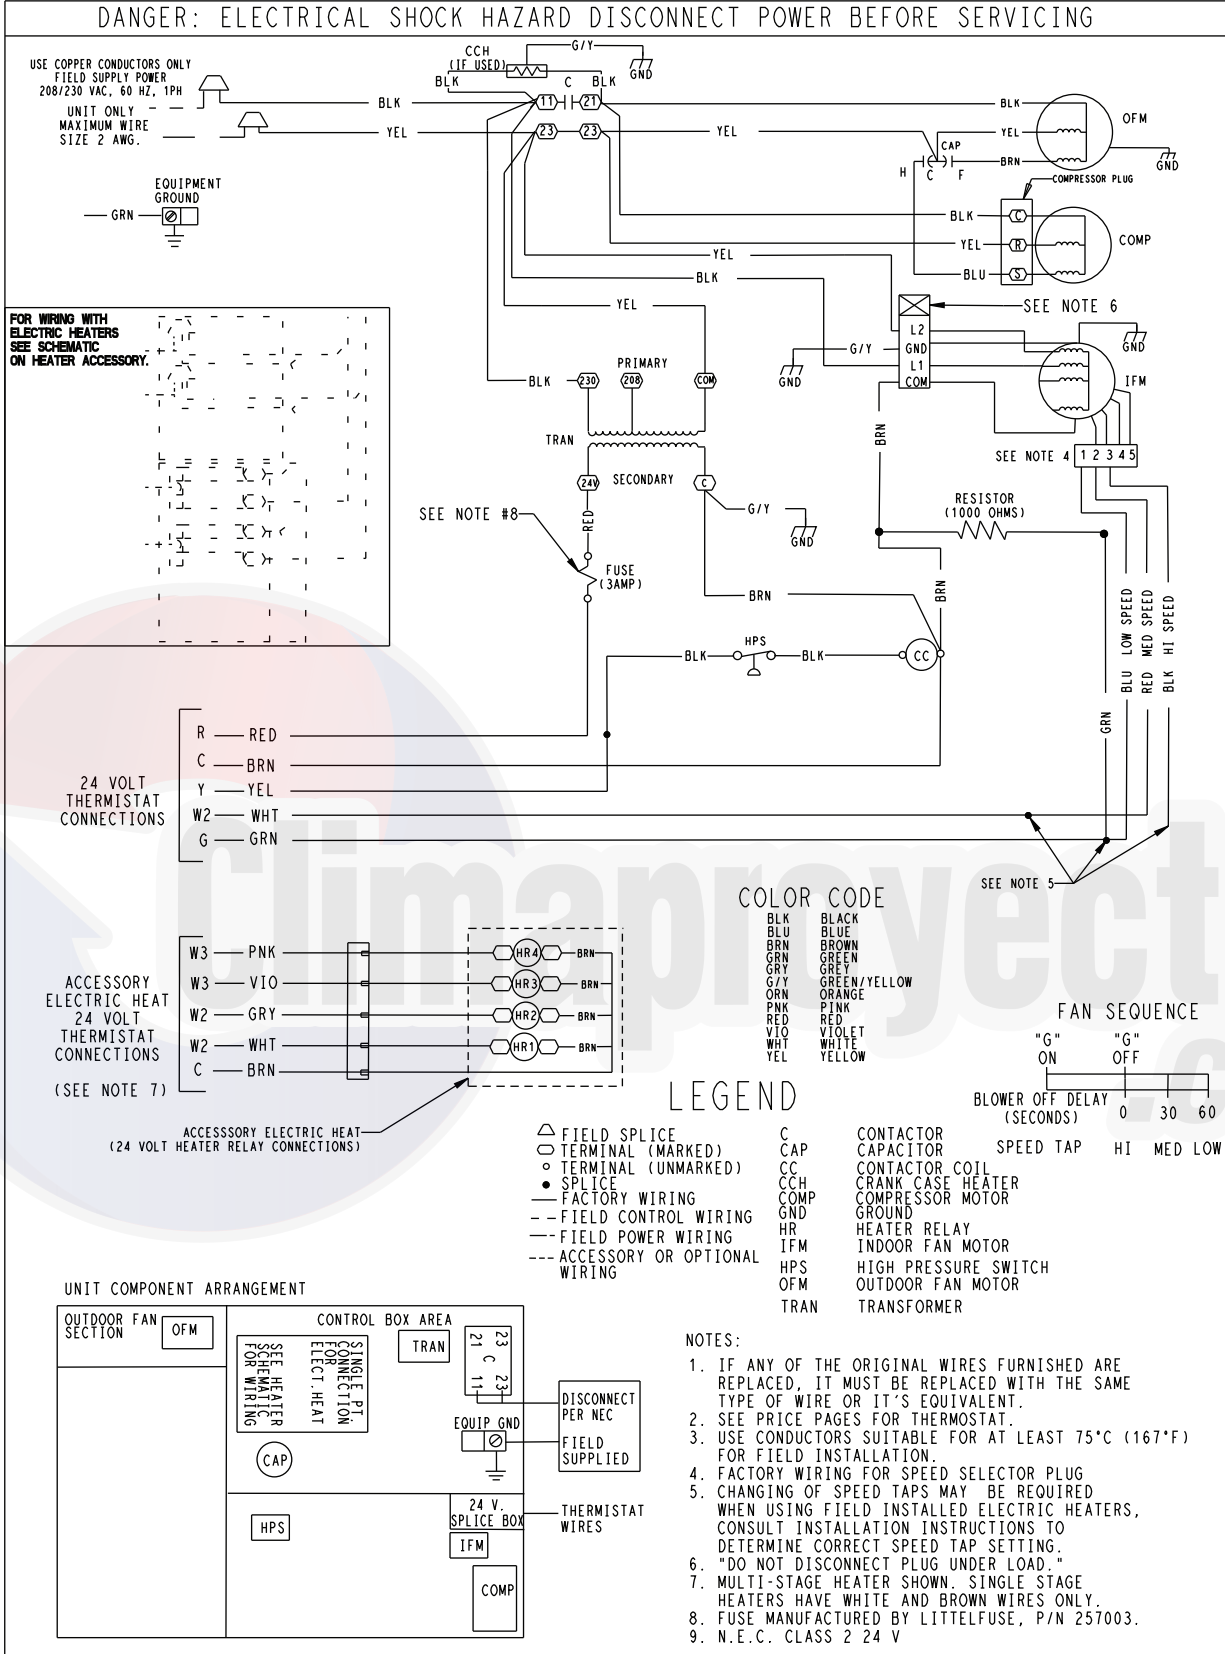 DANGER: ELECTRICAL SHOCK HAZARD DISCONNECT POWER BEFORE SERVICING
USE COPPER CONDUCTORS ONLY
FIELD SUPPLY POWER
208/230 VAC, 60 HZ, 1PH
UNIT ONLY
MAXIMUM WIRE
SIZE 2 AWG.
BLK
YEL
CCH
(IF USED)
BLK
C
BLK
G/Y
GND
11
21
23
23
YEL
BLK
YEL
BRN
OFM
GND
CAP
H
C
F
COMPRESSOR PLUG
BLK
C
YEL
R
BLU
S
COMP
EQUIPMENT
GROUND
GRN
YEL
BLK
YEL
SEE NOTE 6
L2
GND
L1
COM
G/Y
GND
GND
IFM
FOR WIRING WITH
ELECTRIC HEATERS
SEE SCHEMATIC
ON HEATER ACCESSORY.
PRIMARY
BLK
230
208
COM
TRAN
SECONDARY
24V
C
BRN
SEE NOTE 4
1 2 3 4 5
SEE NOTE #8
RED
G/Y
GND
RESISTOR
(1000 OHMS)
FUSE
(3AMP)
BRN
BRN
BLU LOW SPEED
RED MED SPEED
BLK HI SPEED
BLK
HPS
BLK
CC
GRN
24 VOLT
THERMISTAT
CONNECTIONS
R
RED
C
BRN
Y
YEL
W2
WHT
G
GRN
SEE NOTE 5
Climaproyect
.c
COLOR CODE
BLK BLACK
BLU BLUE
BRN BROWN
GRN GREEN
GRY GREY
G/Y GREEN/YELLOW
ORN ORANGE
PNK PINK
RED RED
VIO VIOLET
WHT WHITE
YEL YELLOW
ACCESSORY
ELECTRIC HEAT
24 VOLT
THERMISTAT
CONNECTIONS
(SEE NOTE 7)
W3
PNK
HR4
BRN
W3
VIO
HR3
BRN
W2
GRY
HR2
BRN
W2
WHT
HR1
BRN
C
BRN
ACCESSSORY ELECTRIC HEAT
(24 VOLT HEATER RELAY CONNECTIONS)
FAN SEQUENCE
"G" "G"
ON OFF
BLOWER OFF DELAY
(SECONDS)
0 30 60
SPEED TAP HI MED LOW
LEGEND
FIELD SPLICE
TERMINAL (MARKED)
TERMINAL (UNMARKED)
SPLICE
FACTORY WIRING
FIELD CONTROL WIRING
FIELD POWER WIRING
ACCESSORY OR OPTIONAL
WIRING
C CONTACTOR
CAP CAPACITOR
CC CONTACTOR COIL
CCH CRANK CASE HEATER
COMP COMPRESSOR MOTOR
GND GROUND
HR HEATER RELAY
IFM INDOOR FAN MOTOR
HPS HIGH PRESSURE SWITCH
OFM OUTDOOR FAN MOTOR
TRAN TRANSFORMER
UNIT COMPONENT ARRANGEMENT
OUTDOOR FAN
SECTION
OFM
CONTROL BOX AREA
SINGLE PT.
CONNECTION
FOR
ELECT.HEAT
SEE HEATER
SCHEMATIC
FOR WIRING
TRAN
23
21
C
23
11
DISCONNECT
PER NEC
EQUIP GND
FIELD
SUPPLIED
CAP
HPS
24 V.
SPLICE BOX
THERMISTAT
WIRES
IFM
COMP
NOTES:
1. IF ANY OF THE ORIGINAL WIRES FURNISHED ARE
REPLACED, IT MUST BE REPLACED WITH THE SAME
TYPE OF WIRE OR IT'S EQUIVALENT.
2. SEE PRICE PAGES FOR THERMOSTAT.
3. USE CONDUCTORS SUITABLE FOR AT LEAST 75°C (167°F)
FOR FIELD INSTALLATION.
4. FACTORY WIRING FOR SPEED SELECTOR PLUG
5. CHANGING OF SPEED TAPS MAY BE REQUIRED
WHEN USING FIELD INSTALLED ELECTRIC HEATERS,
CONSULT INSTALLATION INSTRUCTIONS TO
DETERMINE CORRECT SPEED TAP SETTING.
6. "DO NOT DISCONNECT PLUG UNDER LOAD."
7. MULTI-STAGE HEATER SHOWN. SINGLE STAGE
HEATERS HAVE WHITE AND BROWN WIRES ONLY.
8. FUSE MANUFACTURED BY LITTELFUSE, P/N 257003.
9. N.E.C. CLASS 2 24 V